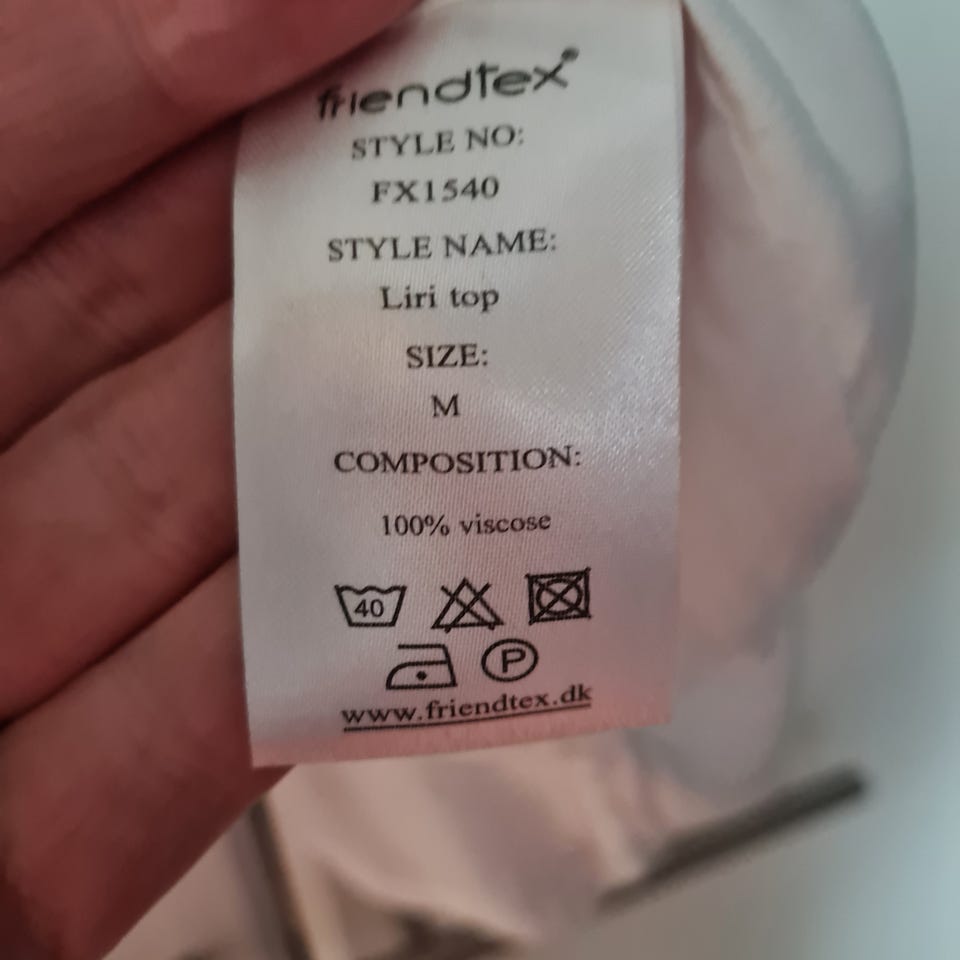 friendtex®
STYLE NO:
FX1540
STYLE NAME:
Liri top
SIZE:
M
COMPOSITION:
100% viscose
40
P
www.friendtex.dk